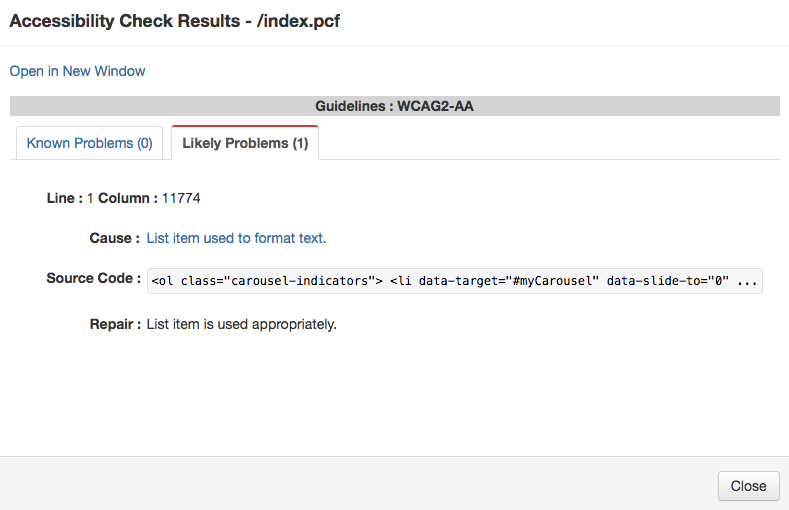 Accessibility Check Results - /index.pcf
Open in New Window
Guidelines : WCAG2-AA
Known Problems (0) Likely Problems (1)
Line : 1 Column : 11774
Cause : List item used to format text.
Source Code : <ol class="carousel-indicators"> <li data-target="#myCarousel" data-slide-to="0" ...
Repair : List item is used appropriately.
Close